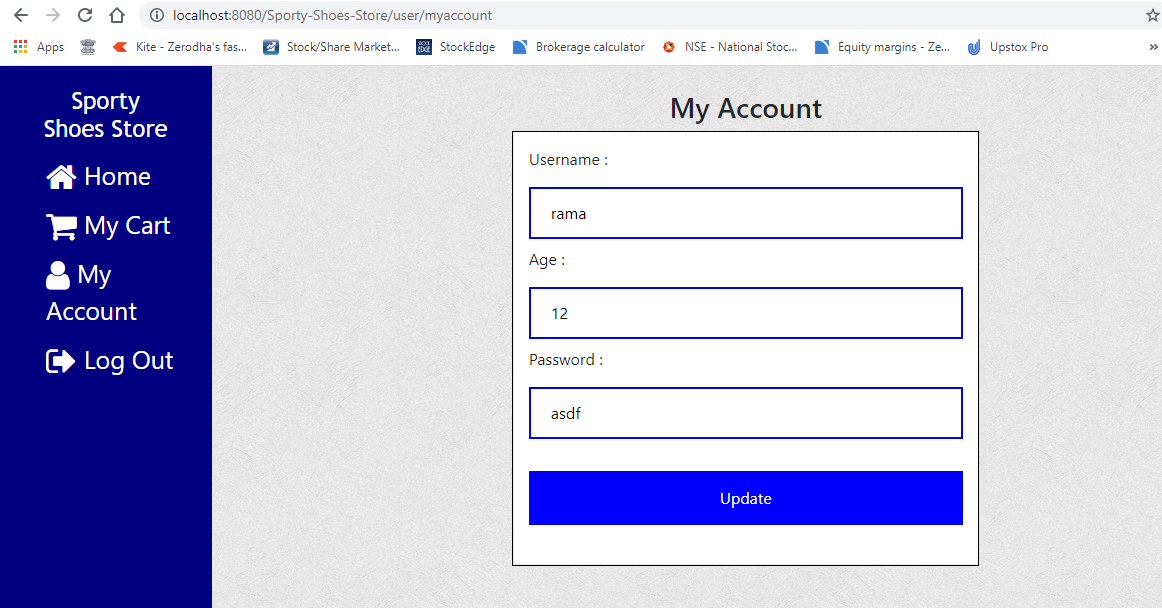 localhost:8080/Sporty-Shoes-Store/user/myaccount
Apps Kite - Zerodha's fas... Stock/Share Market... StockEdge Brokerage calculator NSE - National Stoc... Equity margins - Ze... Upstox Pro »
Sporty
Shoes Store
Home
My Cart
My
Account
Log Out
My Account
Username :
rama
Age :
12
Password :
asdf
Update